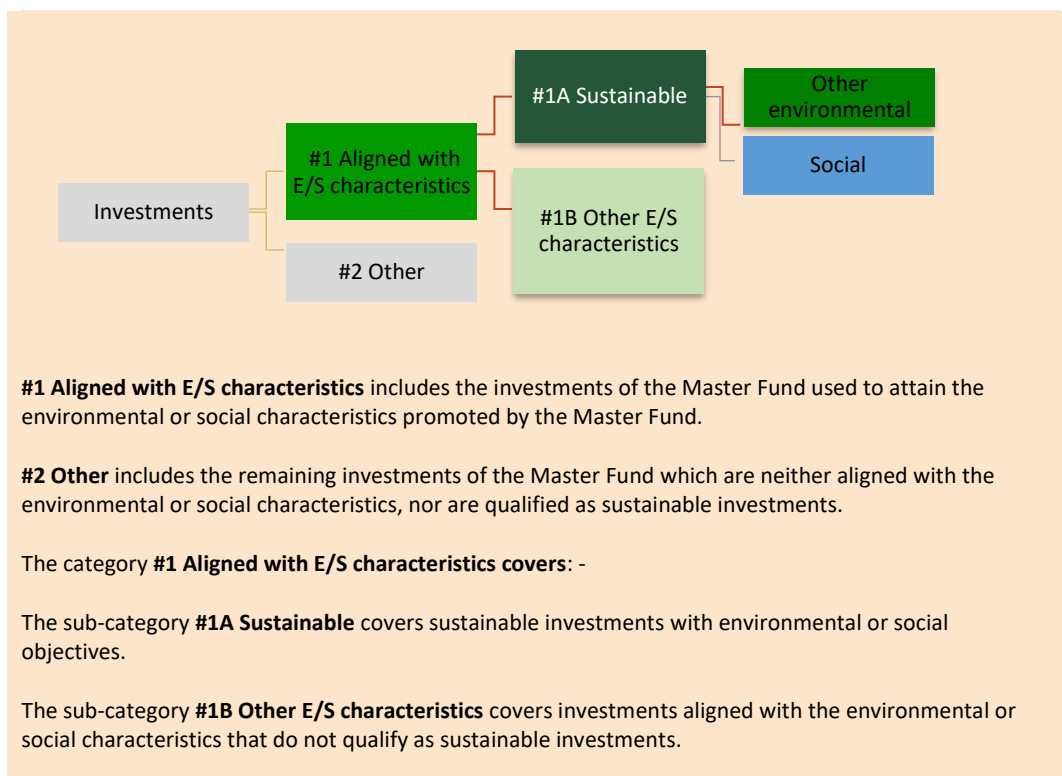 #1A Sustainable
Other
environmental
Social
#1 Aligned with
E/S characteristics
Investments
#1B Other E/S
characteristics
#2 Other
#1 Aligned with E/S characteristics includes the investments of the Master Fund used to attain the
environmental or social characteristics promoted by the Master Fund.
#2 Other includes the remaining investments of the Master Fund which are neither aligned with the
environmental or social characteristics, nor are qualified as sustainable investments.
The category #1 Aligned with E/S characteristics covers: -
The sub-category #1A Sustainable covers sustainable investments with environmental or social
objectives.
The sub-category #1B Other E/S characteristics covers investments aligned with the environmental or
social characteristics that do not qualify as sustainable investments.